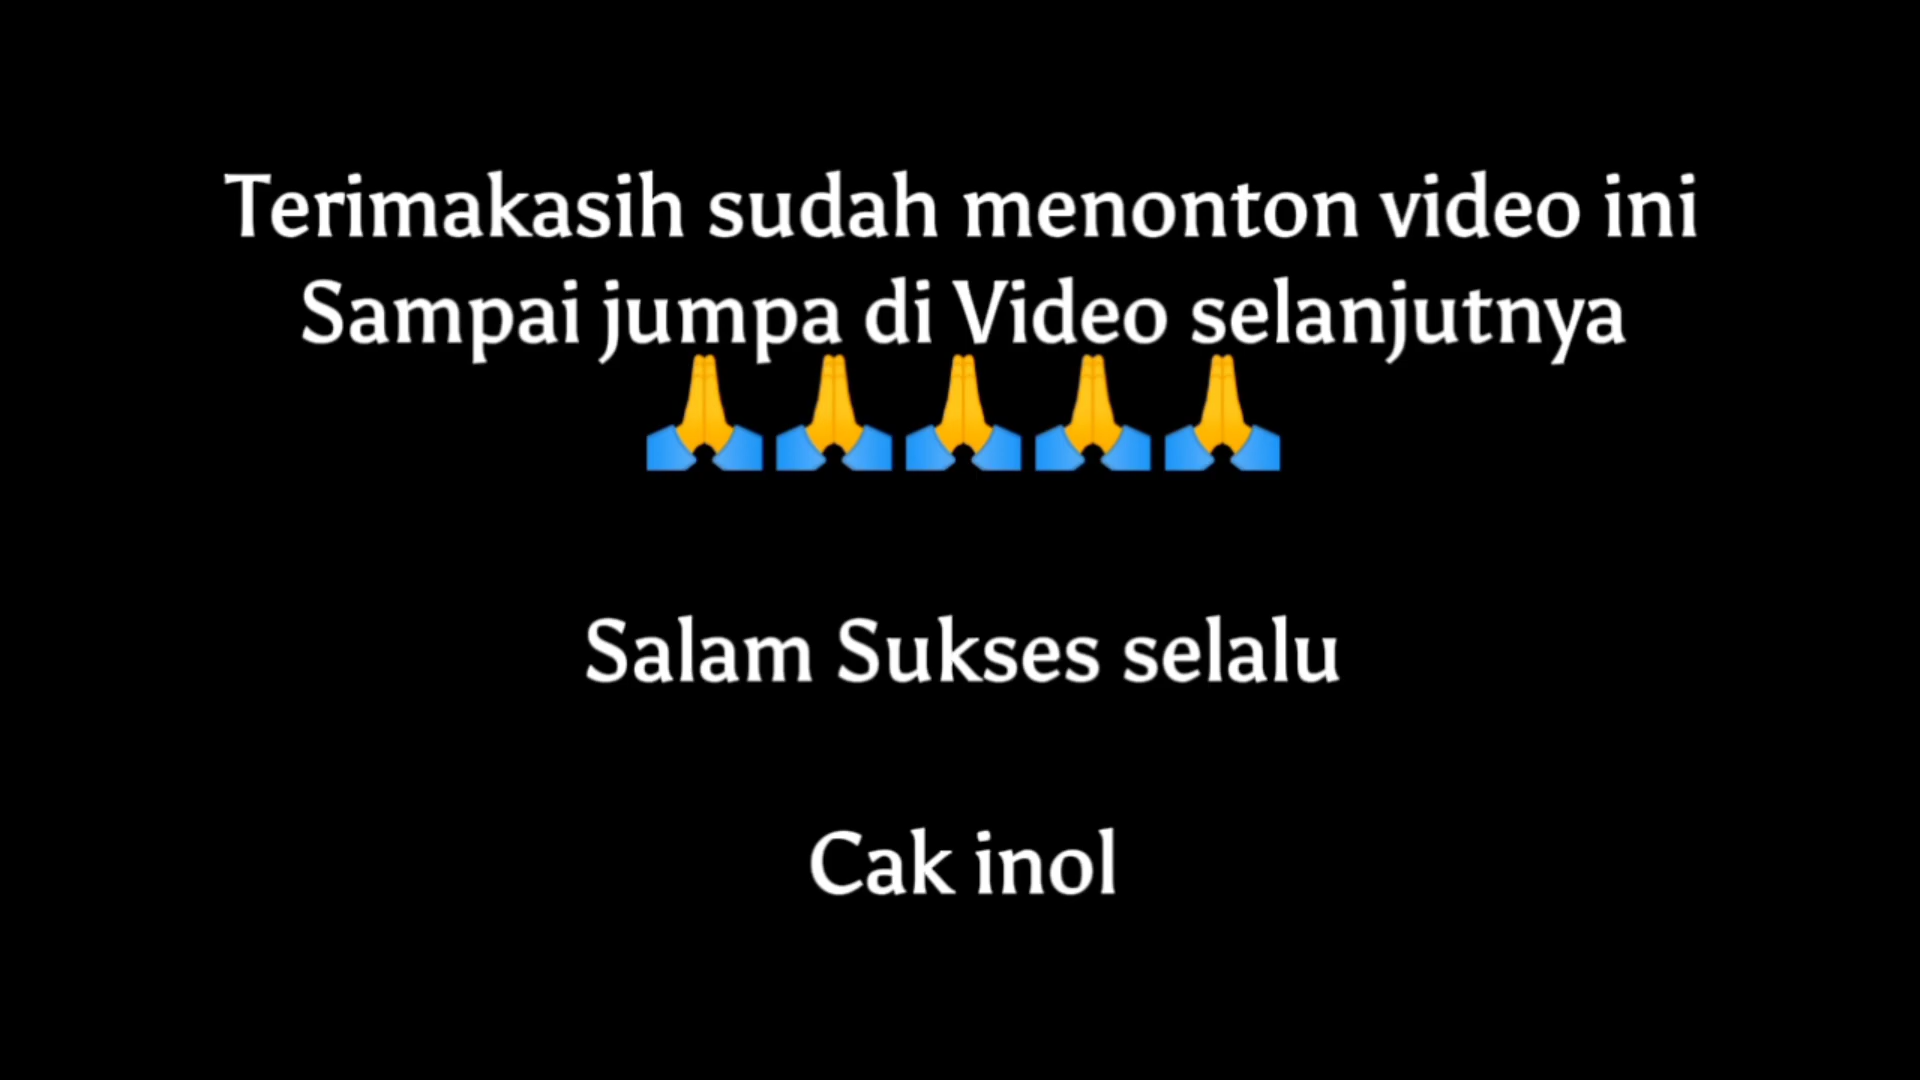 Terimakasih sudah menonton video ini
Sampai jumpa di Video selanjutnya
🙏🙏🙏🙏🙏
Salam Sukses selalu
Cak inol